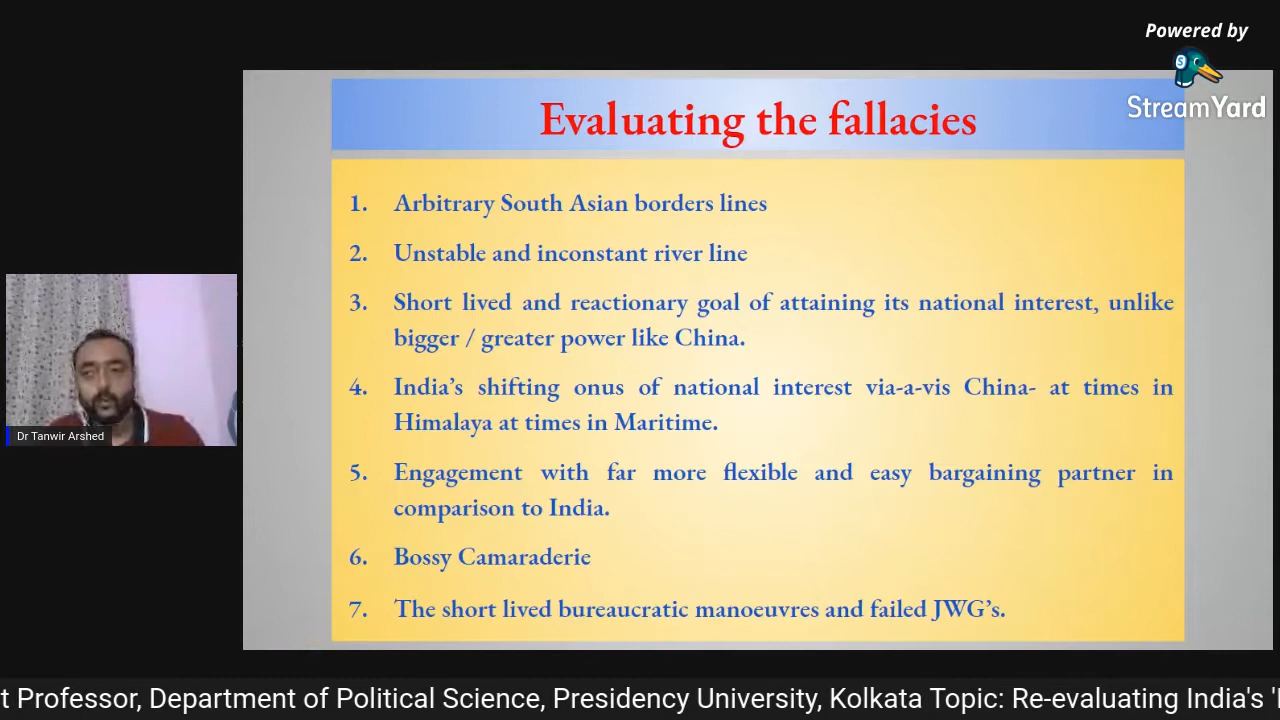 Powered by
StreamYard
Evaluating the fallacies
1. Arbitrary South Asian borders lines
2. Unstable and inconstant river line
3. Short lived and reactionary goal of attaining its national interest, unlike
bigger / greater power like China.
4. India’s shifting onus of national interest via-a-vis China- at times in
Himalaya at times in Maritime.
5. Engagement with far more flexible and easy bargaining partner in
comparison to India.
6. Bossy Camaraderie
7. The short lived bureaucratic manoeuvres and failed JWG’s.
Dr Tanwir Arshed
t Professor, Department of Political Science, Presidency University, Kolkata Topic: Re-evaluating India's '